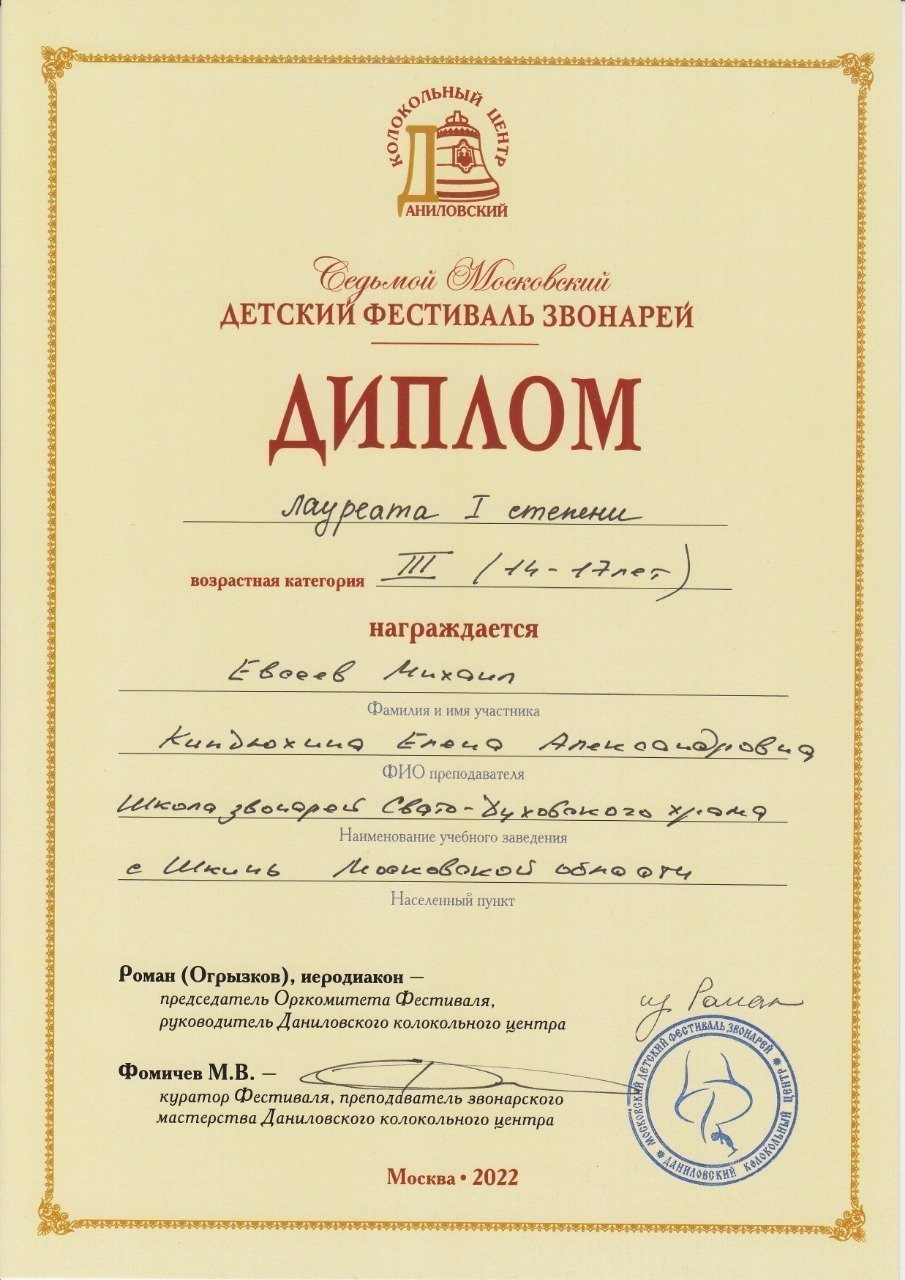 КОЛОКОЛЬНЫЙ ЦЕНТР
ДАНИЛОВСКИЙ
Седьмой Московский
ДЕТСКИЙ ФЕСТИВАЛЬ ЗВОНАРЕЙ
ДИПЛОМ
Лауреата I степени
возрастная категория III (14-17 лет)
награждается
Евсеев Михаил
Фамилия и имя участника
Киндюхина Елена Александровна
ФИО преподавателя
Школа звонарей Свято-Духовского храма
Наименование учебного заведения
с Шкинь Московской области
Населенный пункт
Роман (Огрызков), иеродиакон —
председатель Оргкомитета Фестиваля,
руководитель Даниловского колокольного центра
Фомичев М.В. —
куратор Фестиваля, преподаватель звонарского
мастерства Даниловского колокольного центра
МОСКОВСКИЙ ДЕТСКИЙ ФЕСТИВАЛЬ ЗВОНАРЕЙ
ДАНИЛОВСКИЙ КОЛОКОЛЬНЫЙ ЦЕНТР
Москва • 2022